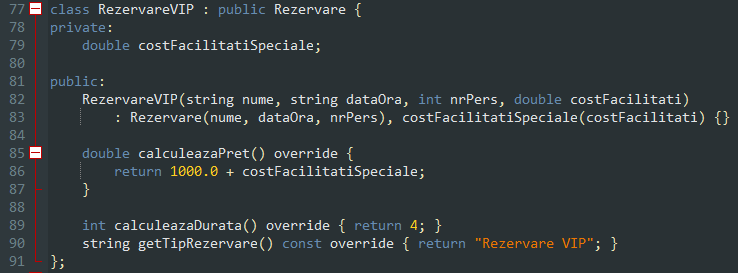 77 class RezervareVIP : public Rezervare {
78 private:
79     double costFacilitatiSpeciale;
80
81 public:
82     RezervareVIP(string nume, string dataOra, int nrPers, double costFacilitati)
83         : Rezervare(nume, dataOra, nrPers), costFacilitatiSpeciale(costFacilitati) {}
84
85     double calculeazaPret() override {
86         return 1000.0 + costFacilitatiSpeciale;
87     }
88
89     int calculeazaDurata() override { return 4; }
90     string getTipRezervare() const override { return "Rezervare VIP"; }
91 };